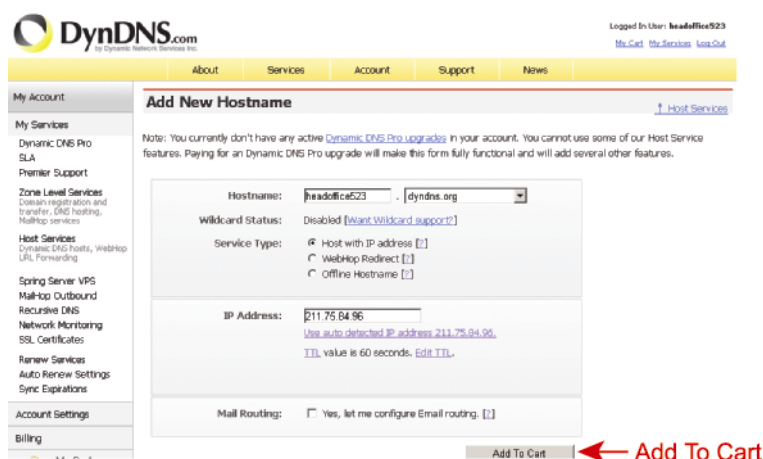 DynDNS.com
by Dynamic Network Services Inc.
Logged In User: headoffice523
My Cart My Services Log Out
About Services Account Support News
My Account
My Services
Dynamic DNS Pro
SLA
Premier Support
Zone Level Services
Domain registration and
transfer, DNS hosting,
MailHop services
Host Services
Dynamic DNS hosts, WebHop
URL Forwarding
Spring Server VPS
MailHop Outbound
Recursive DNS
Network Monitoring
SSL Certificates
Renew Services
Auto Renew Settings
Sync Expirations
Account Settings
Billing
Add New Hostname
↑ Host Services
Note: You currently don't have any active Dynamic DNS Pro upgrades in your account. You cannot use some of our Host Service
features. Paying for an Dynamic DNS Pro upgrade will make this form fully functional and will add several other features.
Hostname: headoffice523 . dyndns.org
Wildcard Status: Disabled [Want Wildcard support?]
Service Type: Host with IP address [?]
WebHop Redirect [?]
Offline Hostname [?]
IP Address: 211.75.84.96
Use auto detected IP address 211.75.84.96.
TTL value is 60 seconds. Edit TTL.
Mail Routing: Yes, let me configure Email routing. [?]
Add To Cart
Add To Cart